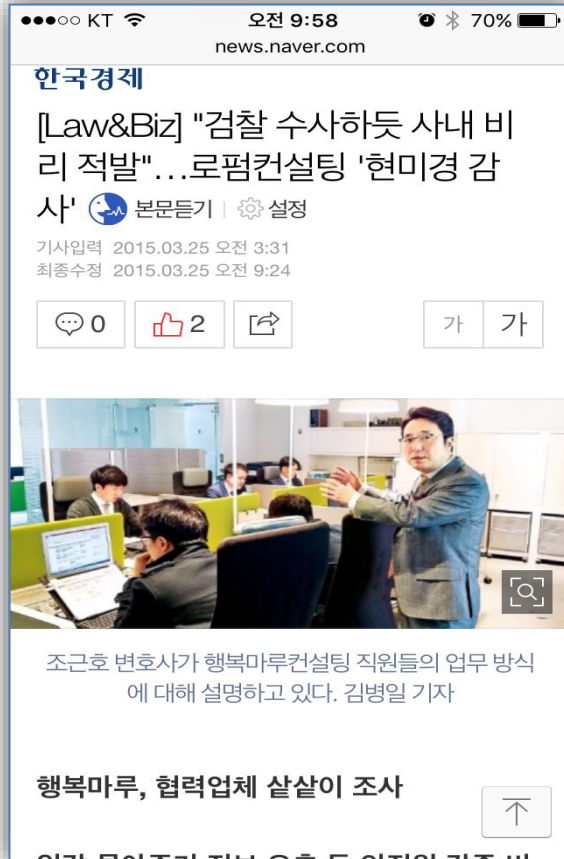 KT 오전 9:58 70%
news.naver.com
한국경제
[Law&Biz] "검찰 수사하듯 사내 비
리 적발"…로펌컨설팅 '현미경 감
사' 본문듣기 | 설정
기사입력 2015.03.25 오전 3:31
최종수정 2015.03.25 오전 9:24
0 2 가 가
조근호 변호사가 행복마루컨설팅 직원들의 업무 방식
에 대해 설명하고 있다. 김병일 기자
행복마루, 협력업체 샅샅이 조사